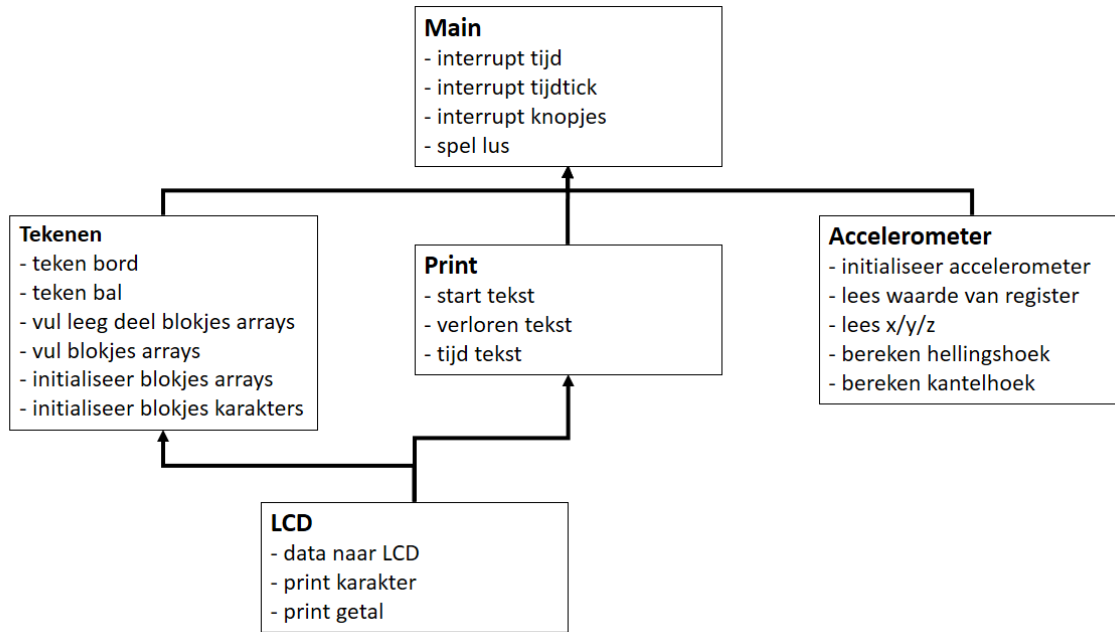 Main
- interrupt tijd
- interrupt tijdtick
- interrupt knopjes
- spel lus
Tekenen
- teken bord
- teken bal
- vul leeg deel blokjes arrays
- vul blokjes arrays
- initialiseer blokjes arrays
- initialiseer blokjes karakters
Print
- start tekst
- verloren tekst
- tijd tekst
Accelerometer
- initialiseer accelerometer
- lees waarde van register
- lees x/y/z
- bereken hellingshoek
- bereken kantelhoek
LCD
- data naar LCD
- print karakter
- print getal